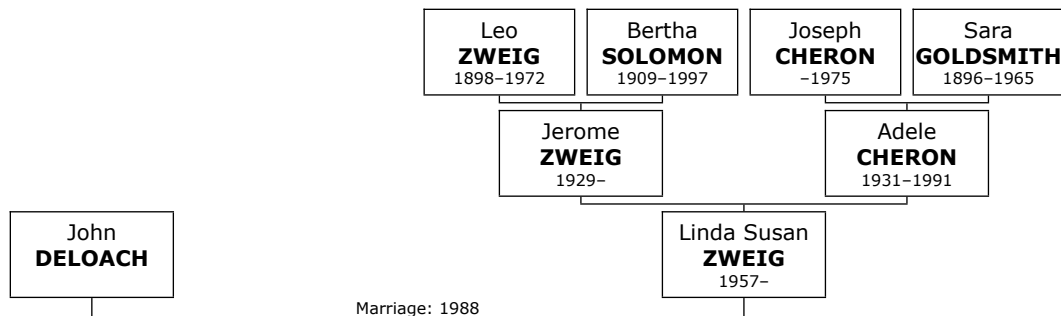 Leo
ZWEIG
1898–1972
Bertha
SOLOMON
1909–1997
Joseph
CHERON
–1975
Sara
GOLDSMITH
1896–1965
Jerome
ZWEIG
1929–
Adele
CHERON
1931–1991
John
DELOACH
Linda Susan
ZWEIG
1957–
Marriage: 1988